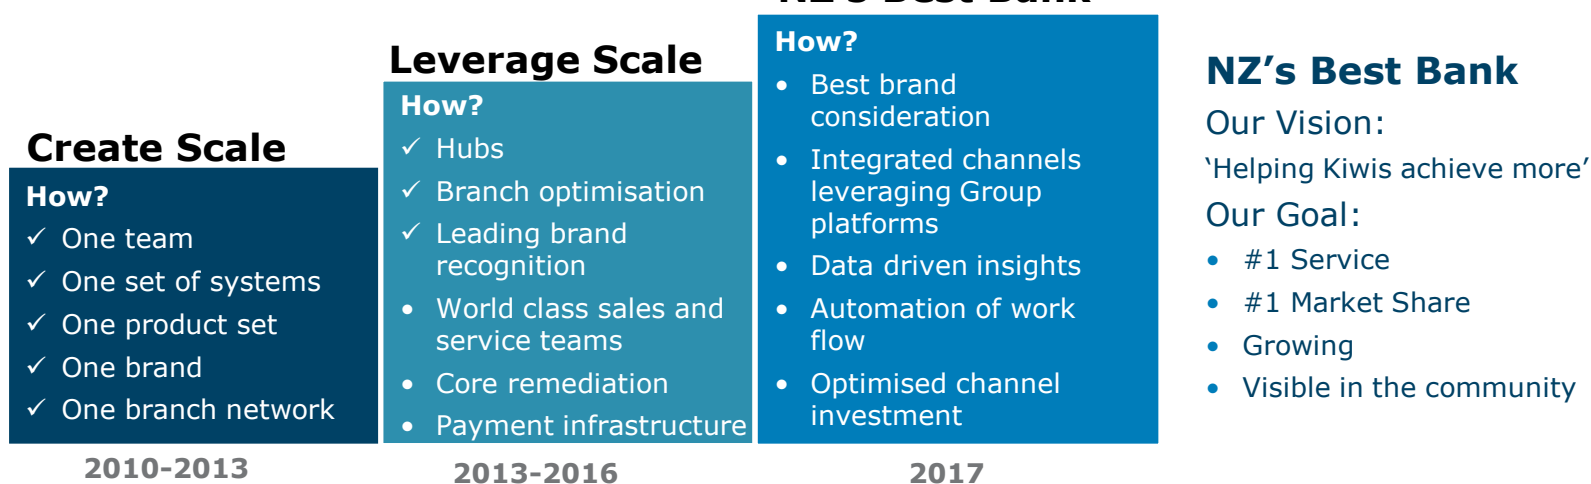 Create Scale
How?
✓ One team
✓ One set of systems
✓ One product set
✓ One brand
✓ One branch network
2010-2013
Leverage Scale
How?
✓ Hubs
✓ Branch optimisation
✓ Leading brand
recognition
• World class sales and
service teams
• Core remediation
• Payment infrastructure
2013-2016
NZ's Best Bank
How?
• Best brand
consideration
• Integrated channels
leveraging Group
platforms
• Data driven insights
• Automation of work
flow
• Optimised channel
investment
2017
NZ’s Best Bank
Our Vision:
‘Helping Kiwis achieve more’
Our Goal:
• #1 Service
• #1 Market Share
• Growing
• Visible in the community